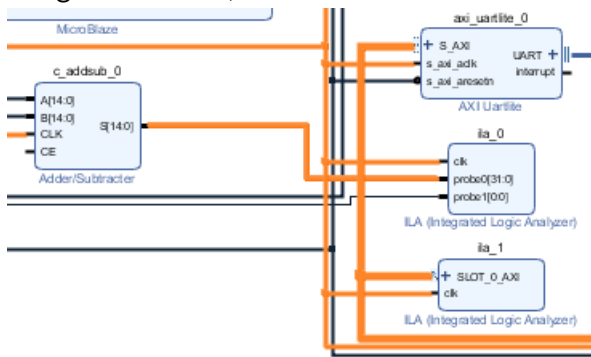 MicroBlaze
axi_uartlite_0
S_AXI
s_axi_aclk
s_axi_aresetn
UART
interrupt
AXI Uartlite
c_addsub_0
A[14:0]
B[14:0]
CLK
CE
S[14:0]
Adder/Subtracter
ila_0
clk
probe0[31:0]
probe1[0:0]
ILA (Integrated Logic Analyzer)
ila_1
SLOT_0_AXI
clk
ILA (Integrated Logic Analyzer)